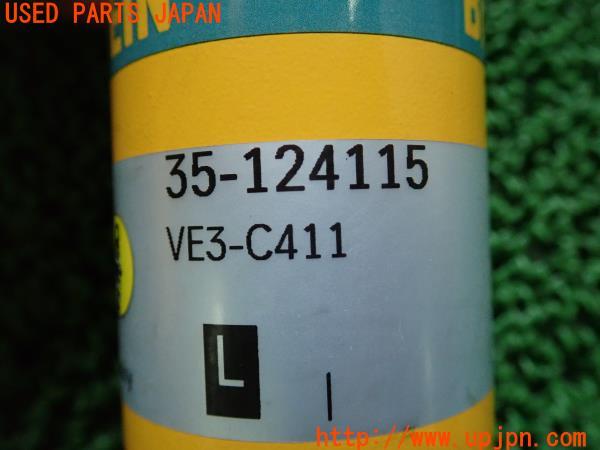 USED PARTS JAPAN
35-124115
VE3-C411
L
http://www.upjpn.com/